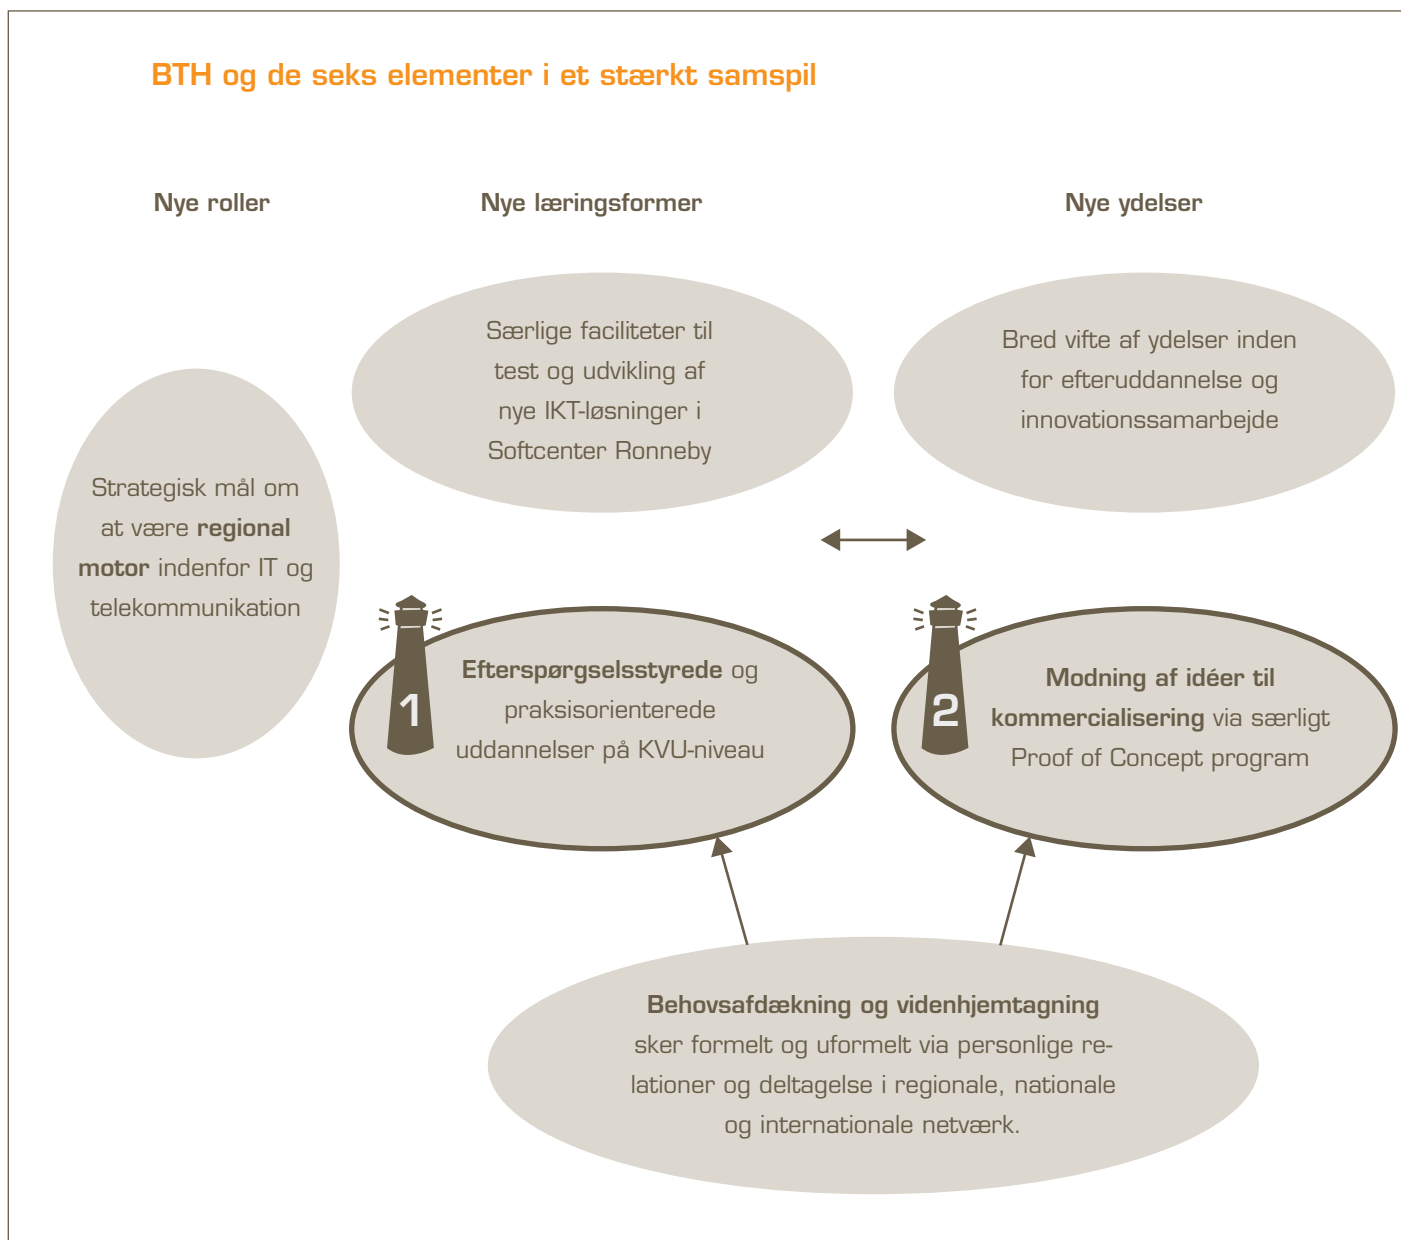 BTH og de seks elementer i et stærkt samspil
Nye roller
Nye læringsformer
Nye ydelser
Strategisk mål om
at være regional
motor indenfor IT og
telekommunikation
Særlige faciliteter til
test og udvikling af
nye IKT-løsninger i
Softcenter Ronneby
Bred vifte af ydelser inden
for efteruddannelse og
innovationssamarbejde
1
Efterspørgselsstyrede og
praksisorienterede
uddannelser på KVU-niveau
2
Modning af idéer til
kommercialisering via særligt
Proof of Concept program
Behovsafdækning og videnhjemtagning
sker formelt og uformelt via personlige re-
lationer og deltagelse i regionale, nationale
og internationale netværk.